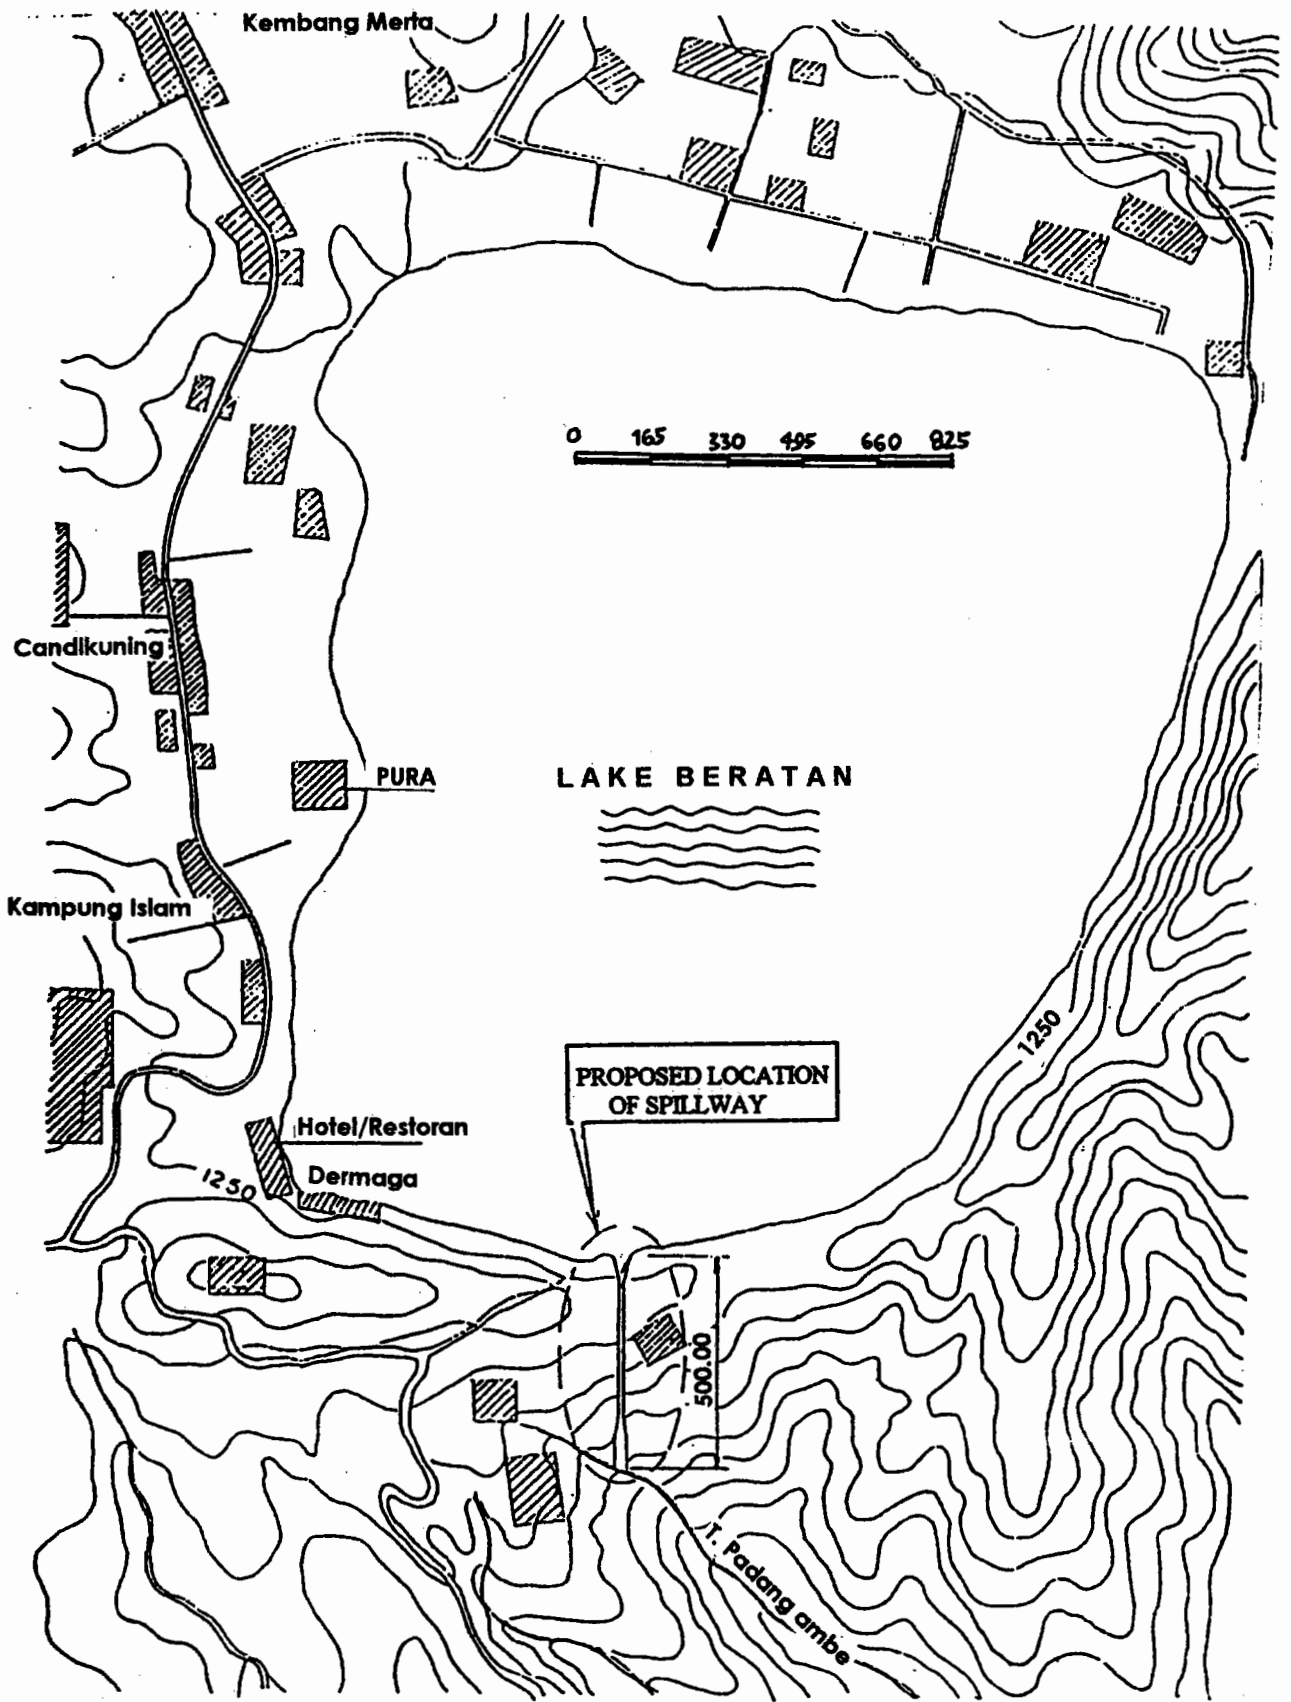 Kembang Merta
0 165 330 495 660 825
Candikuning
PURA
LAKE BERATAN
Kampung Islam
1250
PROPOSED LOCATION
OF SPILLWAY
Hotel/Restoran
Dermaga
1250
500.00
T. Padang ambe